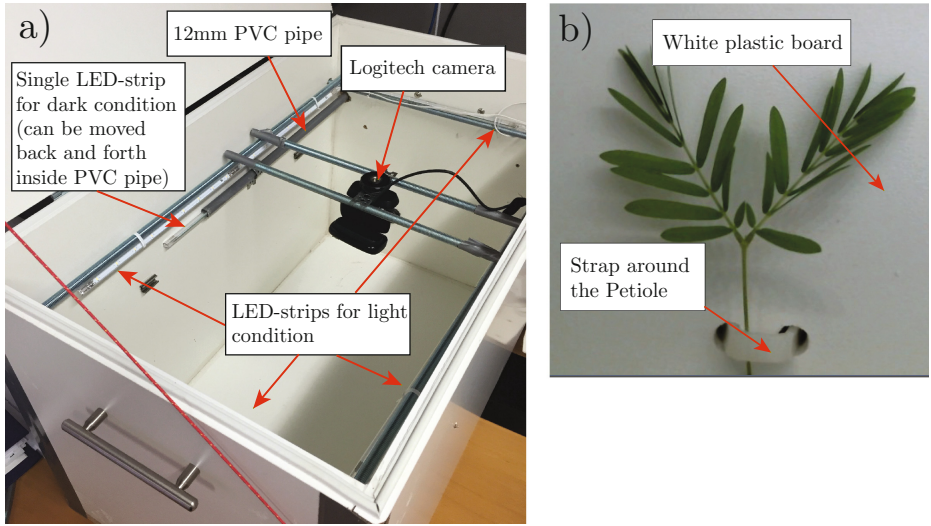 a)
12mm PVC pipe
Logitech camera
Single LED-strip
for dark condition
(can be moved
back and forth
inside PVC pipe)
LED-strips for light
condition
b)
White plastic board
Strap around
the Petiole